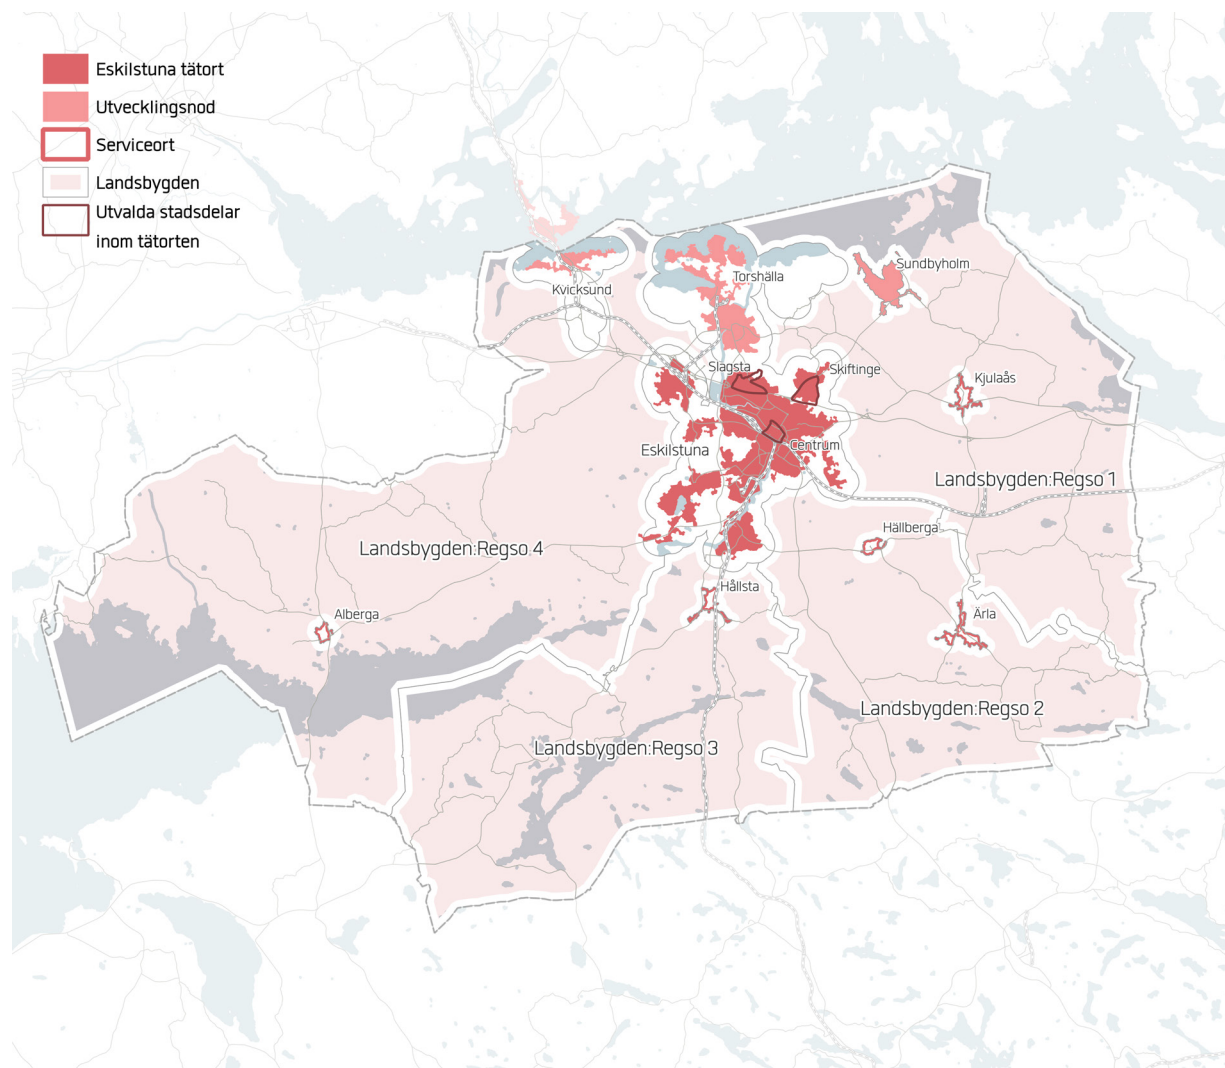 Eskilstuna tätort
Utvecklingsnod
Serviceort
Landsbygden
Utvalda stadsdelar
inom tätorten
Sundbyholm
Torshälla
Kvicksund
Slagsta
Skiftinge
Kjulaås
Centrum
Eskilstuna
Landsbygden:Regso 1
Hällberga
Landsbygden:Regso 4
Hållsta
Alberga
Ärla
Landsbygden:Regso 2
Landsbygden:Regso 3